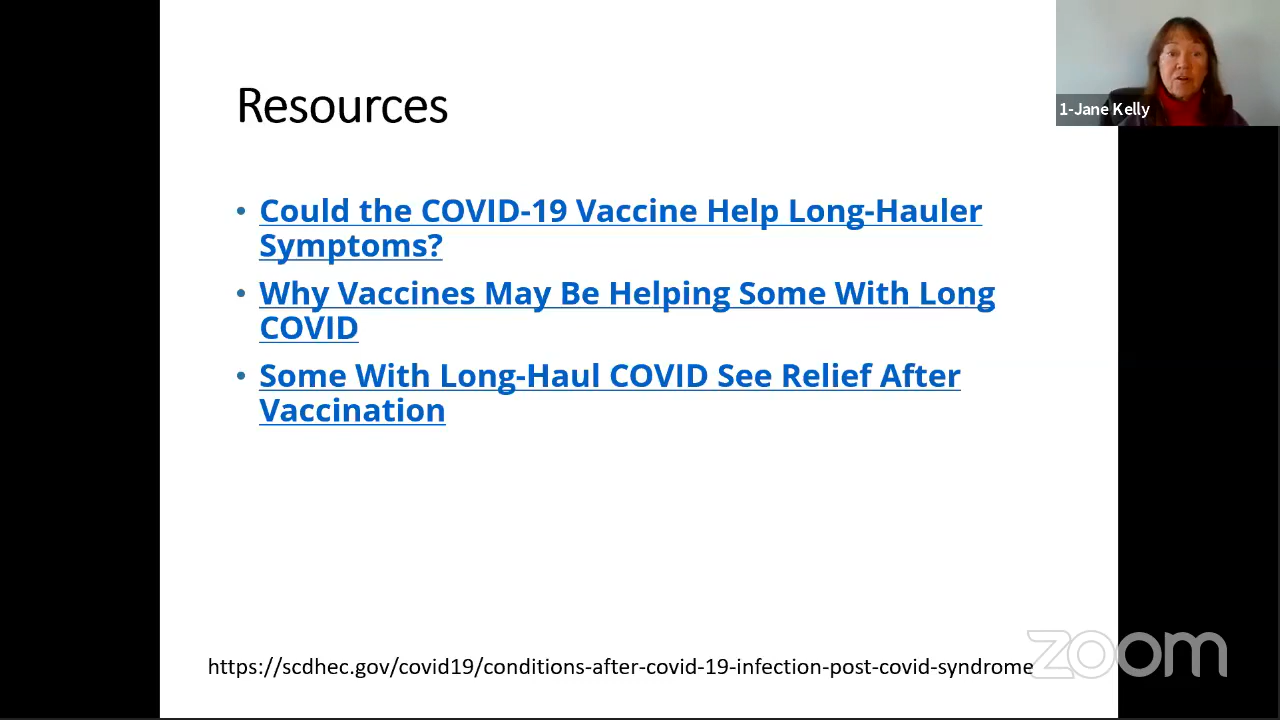 Resources
1-Jane Kelly
• Could the COVID-19 Vaccine Help Long-Hauler
Symptoms?
• Why Vaccines May Be Helping Some With Long
COVID
• Some With Long-Haul COVID See Relief After
Vaccination
https://scdhec.gov/covid19/conditions-after-covid-19-infection-post-covid-syndrome
zoom